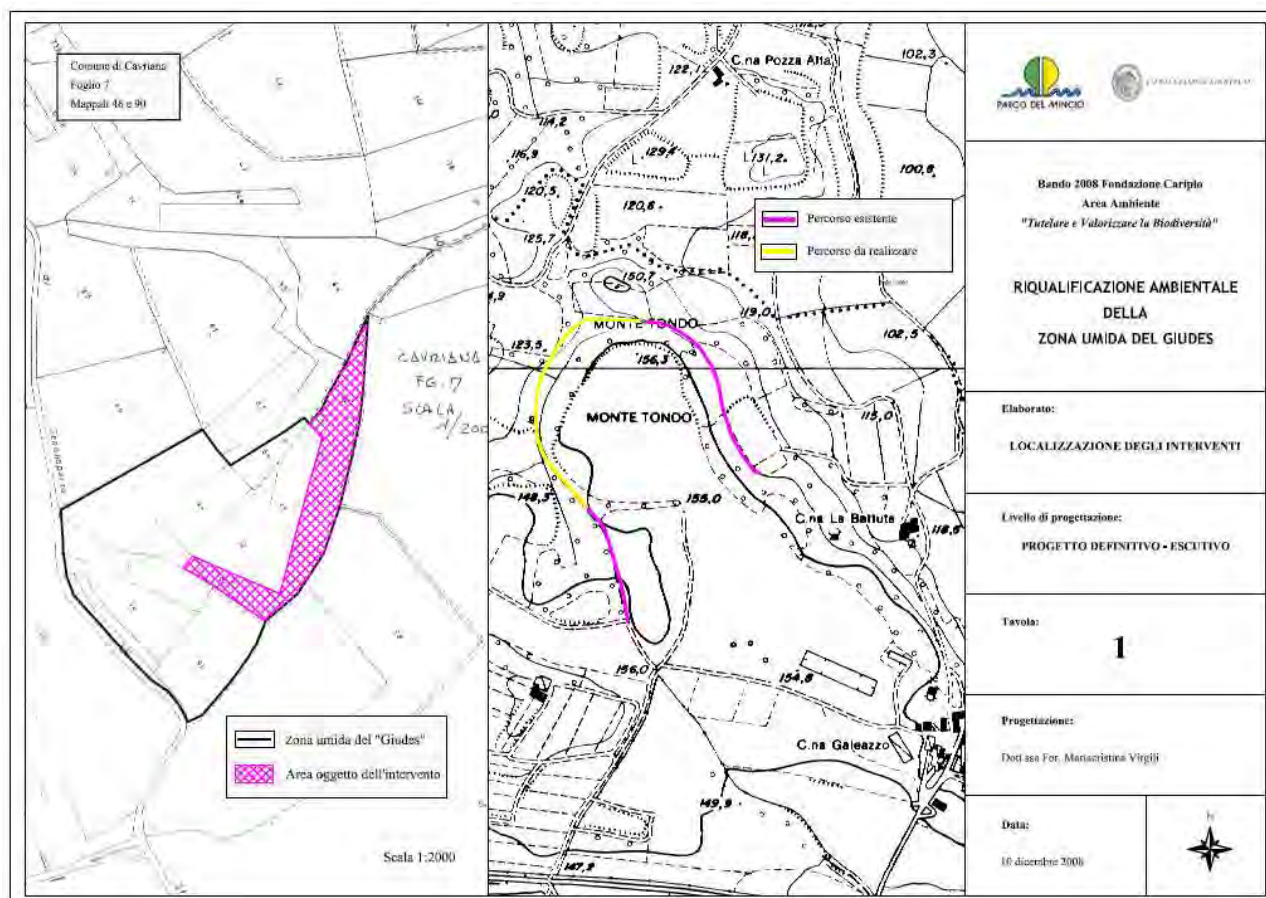 Comune di Cavriana
Foglio 7
Mappali 46 e 90
CAVRIANA
FG. 7
SCALA
Zona umida del "Giudes"
Area oggetto dell'intervento
Scala 1:2000
C.na Pozza Alta
122,1
102,3
114,2
116,9
129,4
131,2
100,8
120,5
120,6
125,7
Percorso esistente
Percorso da realizzare
150,7
119,0
MONTE TONDO
102,5
123,5
156,3
MONTE TONDO
115,0
148,3
155,0
C.na La Battuta
118,5
156,0
154,8
C.na Galeazzo
149,9
147,2
PARCO DEL MINCIO
FONDAZIONE CARIPLO
Bando 2008 Fondazione Cariplo
Area Ambiente
"Tutelare e Valorizzare la Biodiversità"
RIQUALIFICAZIONE AMBIENTALE
DELLA
ZONA UMIDA DEL GIUDES
Elaborato:
LOCALIZZAZIONE DEGLI INTERVENTI
Livello di progettazione:
PROGETTO DEFINITIVO - ESCUTIVO
Tavola:
1
Progettazione:
Dott.ssa For. Mariacristina Virgili
Data:
10 dicembre 2008
N